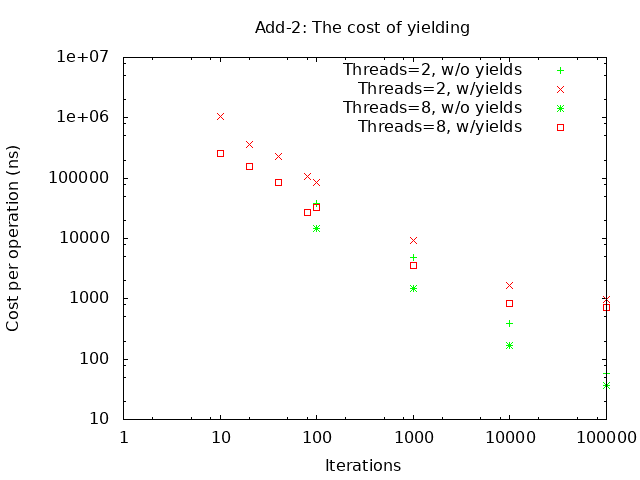 Add-2: The cost of yielding
Cost per operation (ns)
1e+07
1e+06
100000
10000
1000
100
10
Threads=2, w/o yields
Threads=2, w/yields
Threads=8, w/o yields
Threads=8, w/yields
1 10 100 1000 10000 100000
Iterations